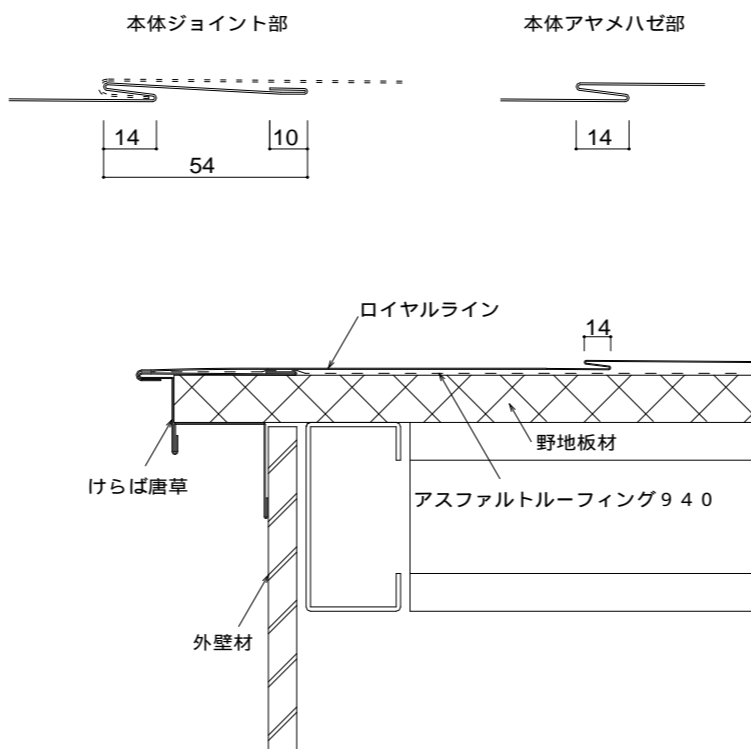 本体ジョイント部
本体アヤメハゼ部
14
10
54
14
ロイヤルライン
14
野地板材
けらば唐草
アスファルトルーフィング９４０
外壁材